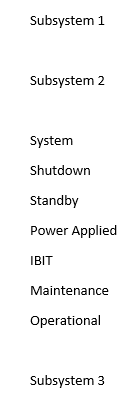 Subsystem 1
Subsystem 2
System
Shutdown
Standby
Power Applied
IBIT
Maintenance
Operational
Subsystem 3